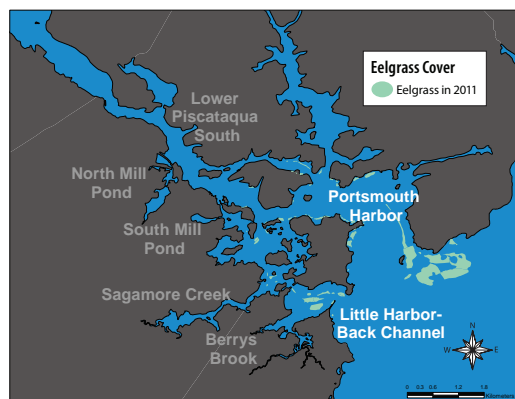 Eelgrass Cover
Eelgrass in 2011
Lower
Piscataqua
South
North Mill
Pond
Portsmouth
Harbor
South Mill
Pond
Sagamore Creek
Little Harbor-
Back Channel
Berrys
Brook
N
W
E
S
0 0.3 0.6 1.2 1.8
Kilometers